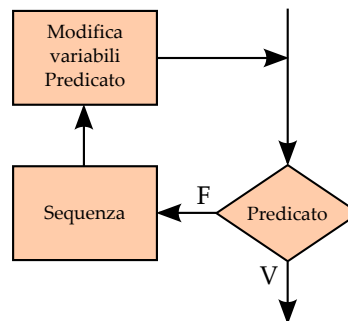 Modifica
variabili
Predicato
Sequenza
F
Predicato
V